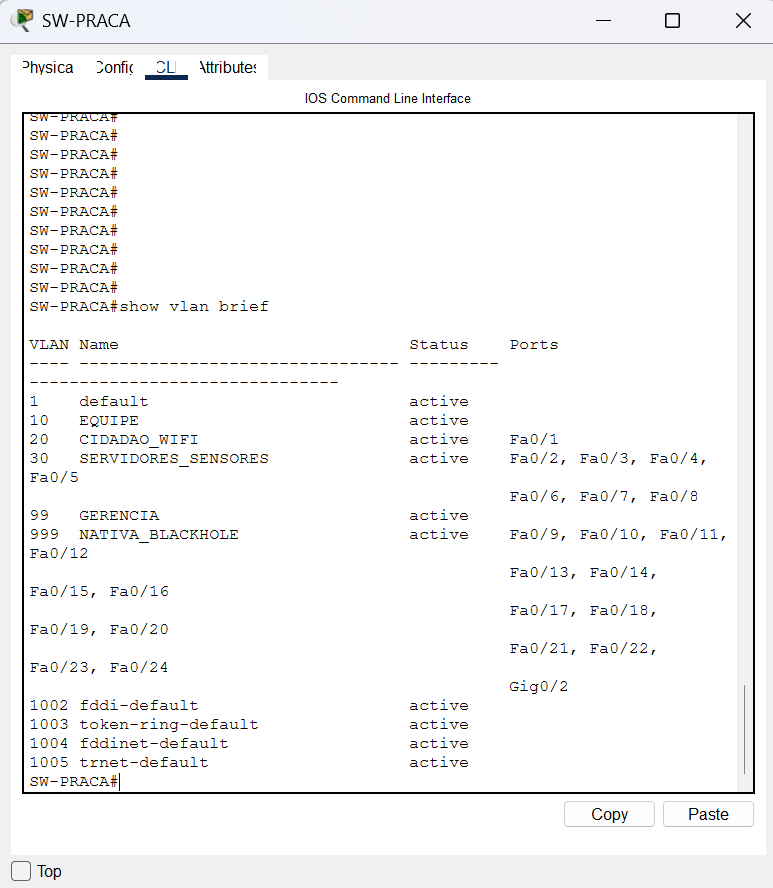 SW-PRACA
Physical Config CLI Attributes
IOS Command Line Interface
SW-PRACA#
SW-PRACA#
SW-PRACA#
SW-PRACA#
SW-PRACA#
SW-PRACA#
SW-PRACA#
SW-PRACA#
SW-PRACA#
SW-PRACA#
SW-PRACA#show vlan brief
VLAN Name                             Status    Ports
---- -------------------------------- ---------
-------------------------------
1    default                          active
10   EQUIPE                           active
20   CIDADAO_WIFI                     active    Fa0/1
30   SERVIDORES_SENSORES              active    Fa0/2, Fa0/3, Fa0/4,
Fa0/5
                                                Fa0/6, Fa0/7, Fa0/8
99   GERENCIA                         active
999  NATIVA_BLACKHOLE                 active    Fa0/9, Fa0/10, Fa0/11,
Fa0/12
                                                Fa0/13, Fa0/14,
Fa0/15, Fa0/16
                                                Fa0/17, Fa0/18,
Fa0/19, Fa0/20
                                                Fa0/21, Fa0/22,
Fa0/23, Fa0/24
                                                Gig0/2
1002 fddi-default                     active
1003 token-ring-default               active
1004 fddinet-default                  active
1005 trnet-default                    active
SW-PRACA#
Copy Paste
Top